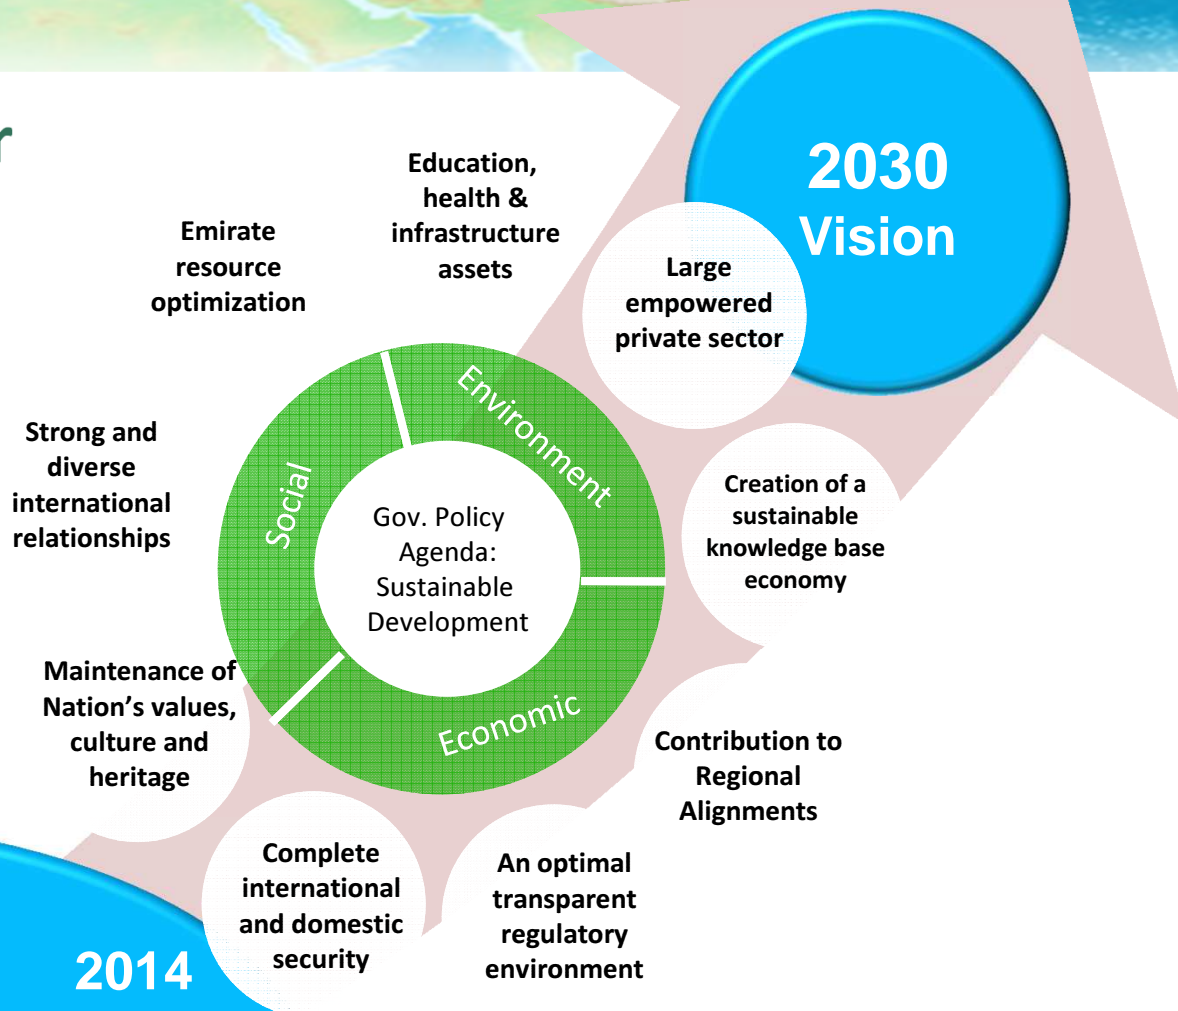 r
2030
Vision
Education,
health &
infrastructure
assets
Emirate
resource
optimization
Large
empowered
private sector
Strong and
diverse
international
relationships
Social
Environment
Gov. Policy
Agenda:
Sustainable
Development
Economic
Creation of a
sustainable
knowledge base
economy
Maintenance of
Nation’s values,
culture and
heritage
Contribution to
Regional
Alignments
Complete
international
and domestic
security
An optimal
transparent
regulatory
environment
2014